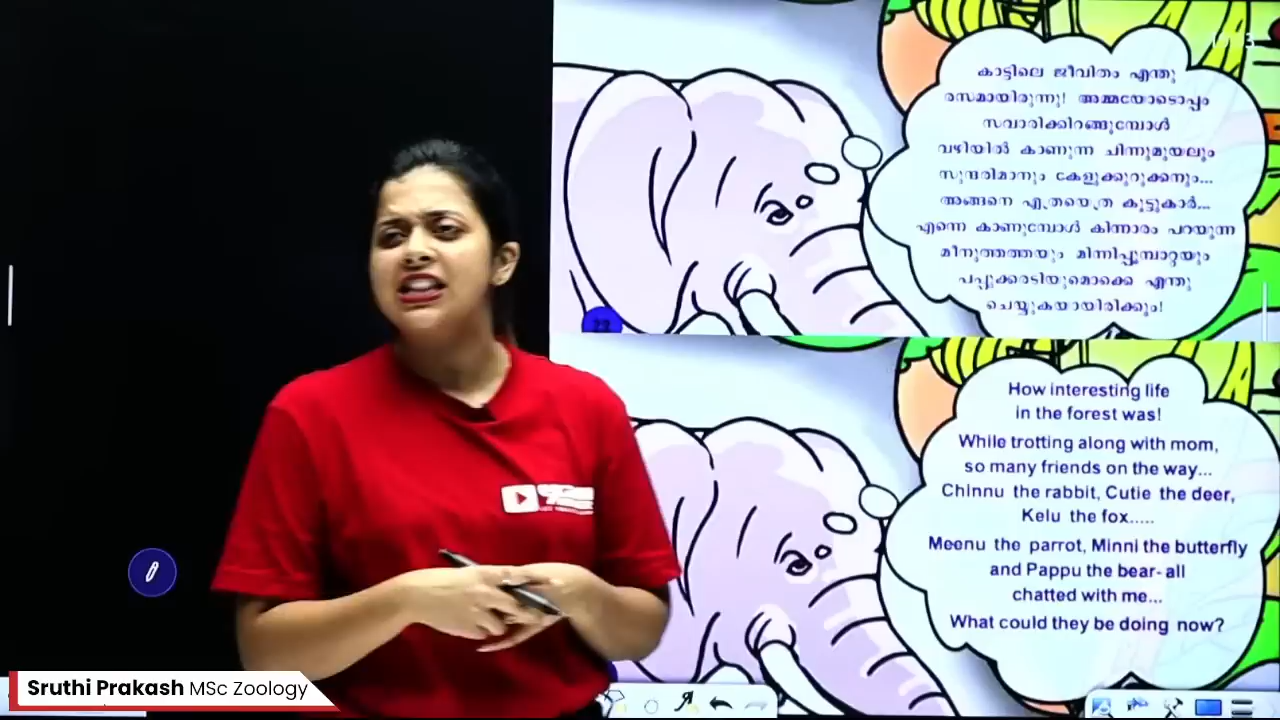 കാട്ടിലെ ജീവിതം എന്തു
രസമായിരുന്നു! അമ്മയോടൊപ്പം
സവാരിക്കിറങ്ങുമ്പോൾ
വഴിയിൽ കാണുന്ന ചിന്നുമുയലും
സുന്ദരിമാനും കേളുക്കുറുക്കനും...
അങ്ങനെ എത്രയെത്ര കൂട്ടുകാർ...
എന്നെ കാണുമ്പോൾ കിന്നാരം പറയുന്ന
മീനുത്തത്തയും മിന്നിപ്പൂമ്പാറ്റയും
പപ്പുക്കരടിയുമൊക്കെ എന്തു
ചെയ്യുകയായിരിക്കും!
22
How interesting life
in the forest was!
While trotting along with mom,
so many friends on the way...
Chinnu the rabbit, Cutie the deer,
Kelu the fox.....
Meenu the parrot, Minni the butterfly
and Pappu the bear- all
chatted with me...
What could they be doing now?
Sruthi Prakash MSc Zoology